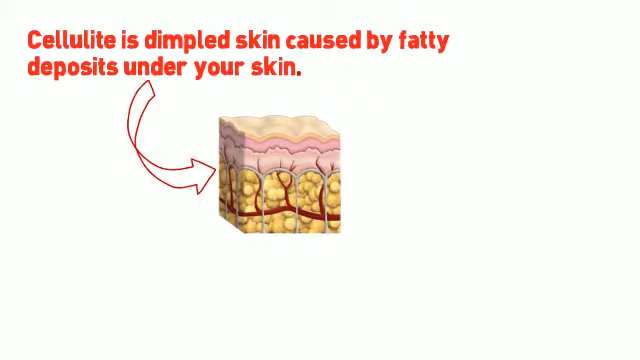 Cellulite is dimpled skin caused by fatty
deposits under your skin.